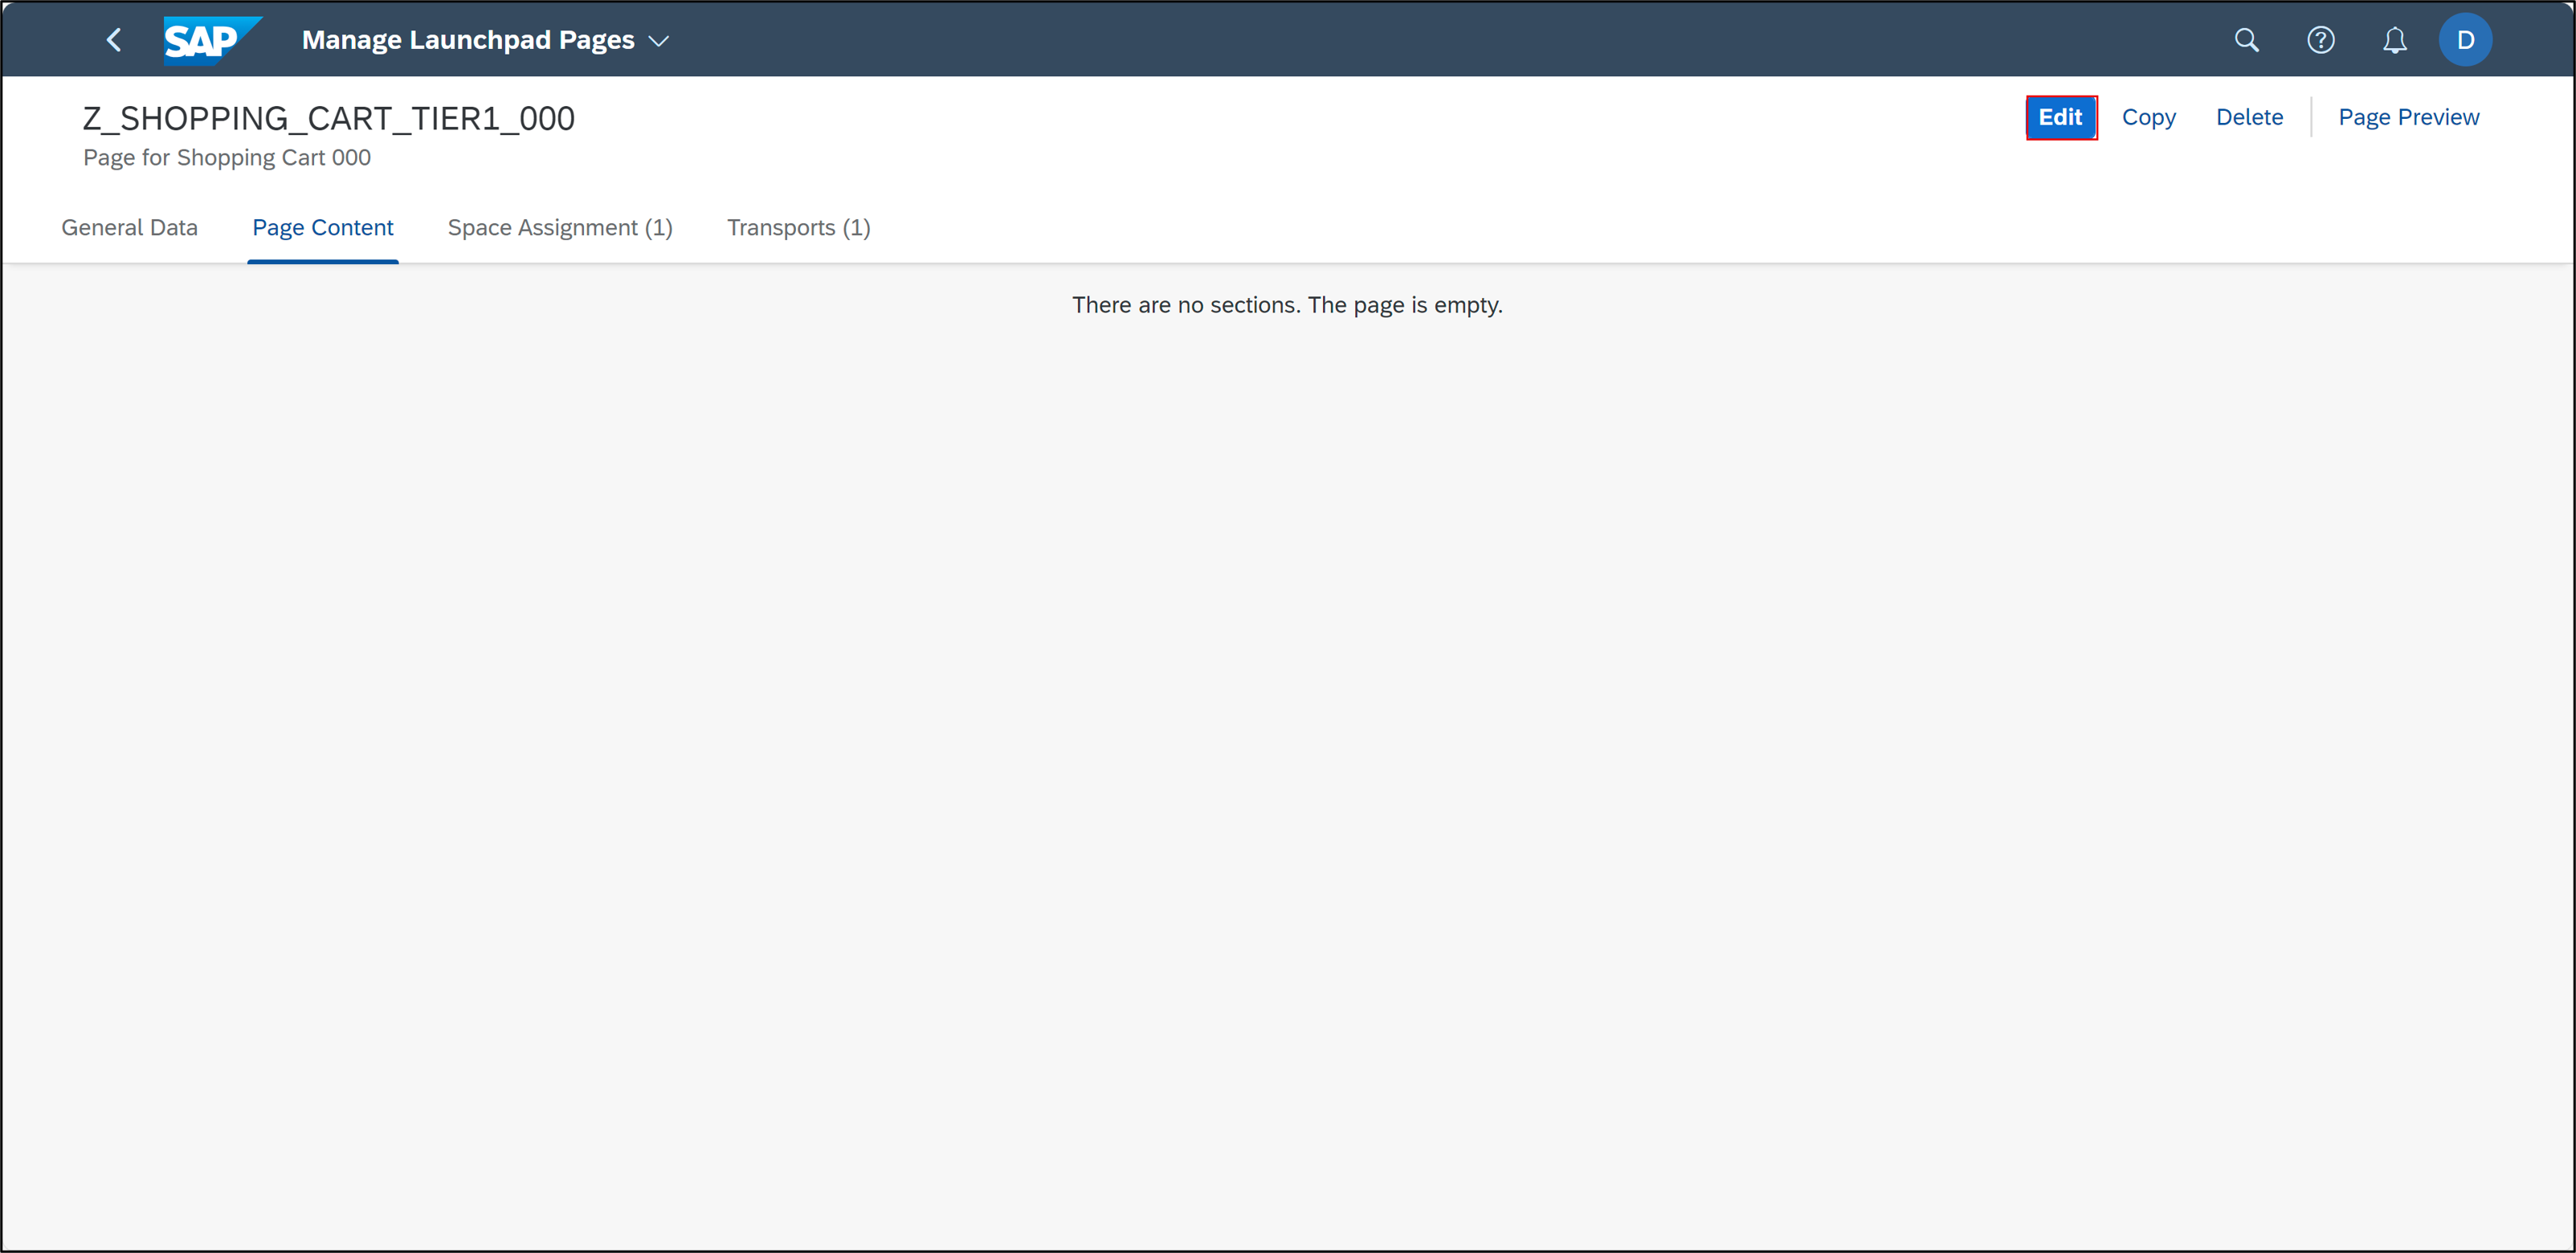 SAP Manage Launchpad Pages D
Z_SHOPPING_CART_TIER1_000 Edit Copy Delete Page Preview
Page for Shopping Cart 000
General Data Page Content Space Assignment (1) Transports (1)
There are no sections. The page is empty.